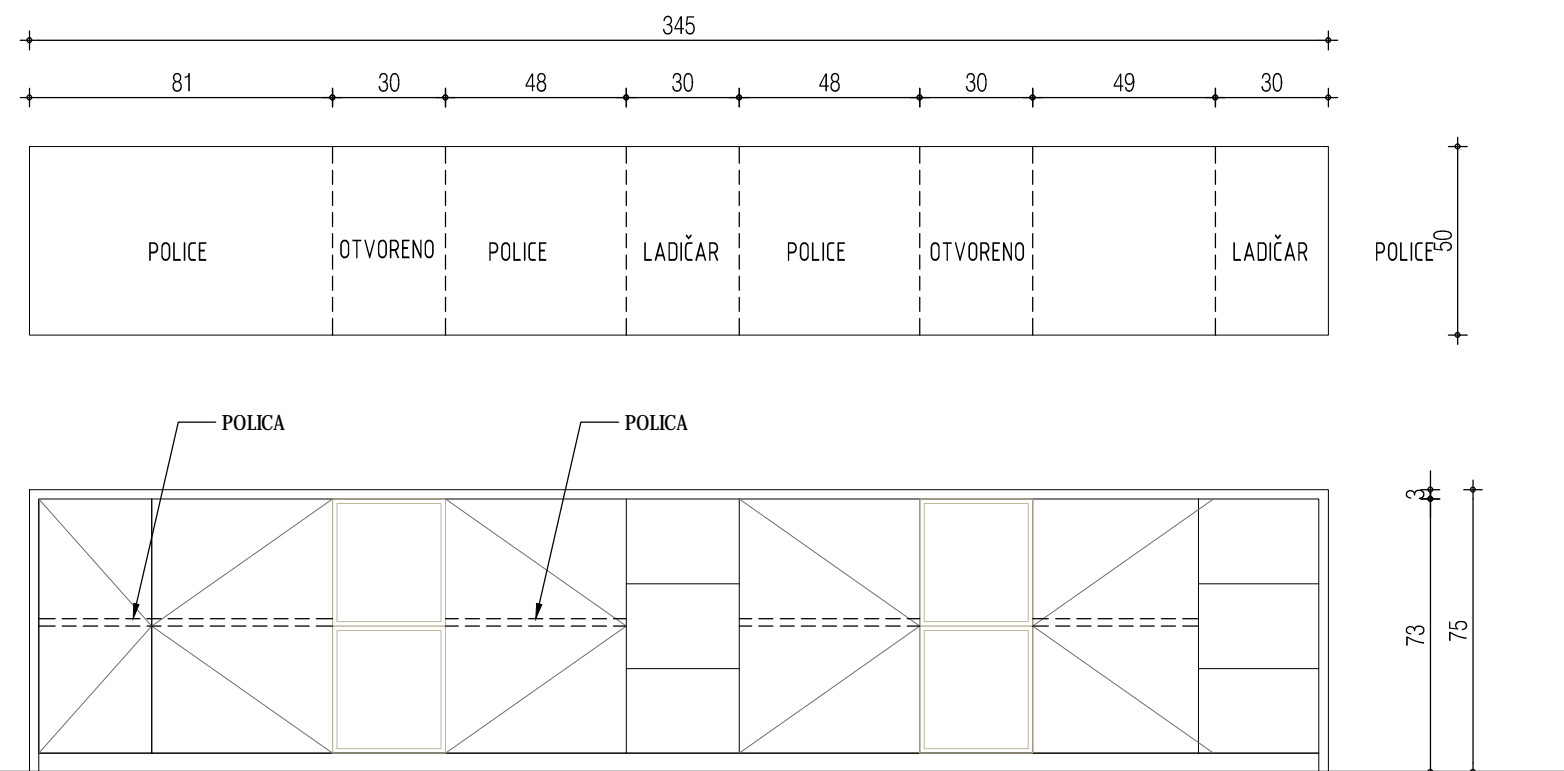 345
81 30 48 30 48 30 49 30
POLICE OTVORENO POLICE LADIČAR POLICE OTVORENO LADIČAR POLICE
50
POLICA POLICA
3
73 75